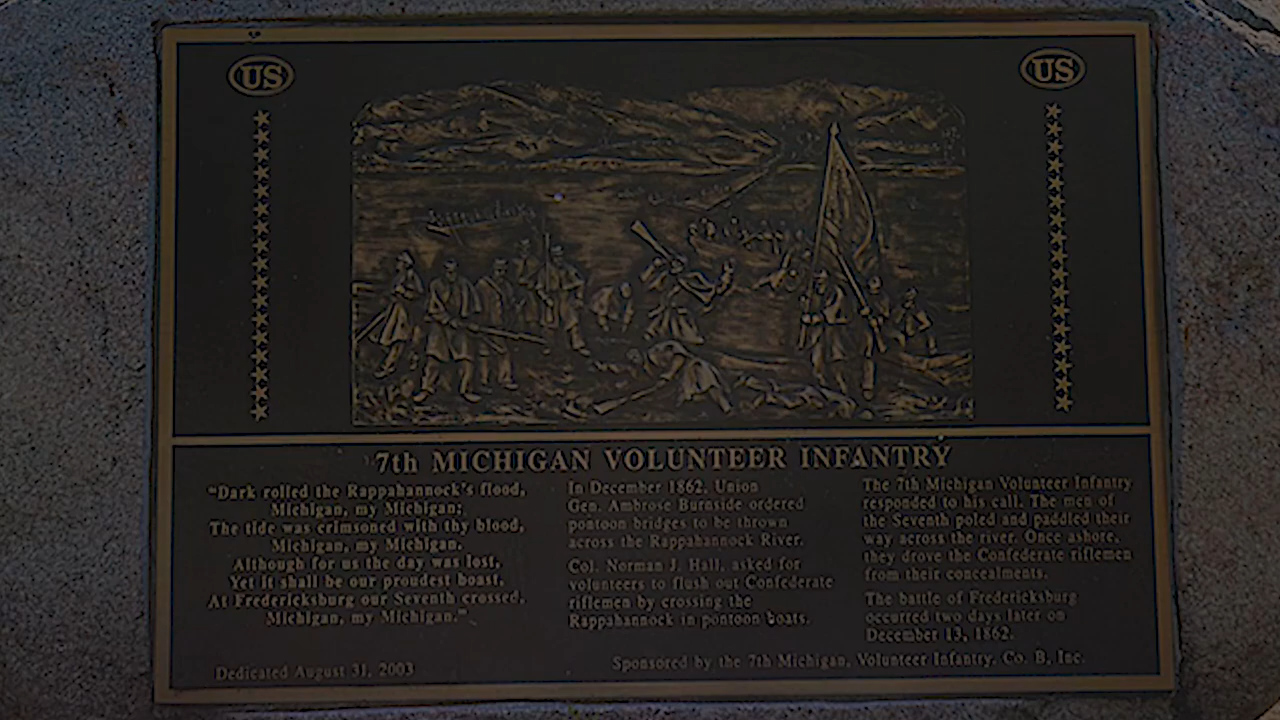 US
US
7th MICHIGAN VOLUNTEER INFANTRY
"Dark rolled the Rappahannock's flood,
Michigan, my Michigan;
The tide was crimsoned with thy blood,
Michigan, my Michigan.
Although for us the day was lost,
Yet it shall be our proudest boast,
At Fredericksburg our Seventh crossed,
Michigan, my Michigan."
In December 1862, Union
Gen. Ambrose Burnside ordered
pontoon bridges to be thrown
across the Rappahannock River.
Col. Norman J. Hall, asked for
volunteers to flush out Confederate
riflemen by crossing the
Rappahannock in pontoon boats.
The 7th Michigan Volunteer Infantry
responded to his call. The men of
the Seventh poled and paddled their
way across the river. Once ashore,
they drove the Confederate riflemen
from their concealments.
The battle of Fredericksburg
occurred two days later on
December 13, 1862.
Dedicated August 31, 2003
Sponsored by the 7th Michigan, Volunteer Infantry, Co. B, Inc.